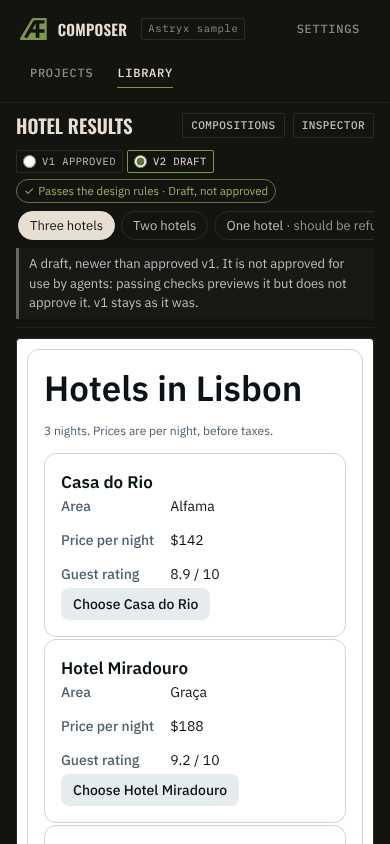 Æ COMPOSER Astryx sample SETTINGS
PROJECTS LIBRARY
HOTEL RESULTS COMPOSITIONS INSPECTOR
V1 APPROVED V2 DRAFT
✓ Passes the design rules · Draft, not approved
Three hotels Two hotels One hotel · should be refu
A draft, newer than approved v1. It is not approved for
use by agents: passing checks previews it but does not
approve it. v1 stays as it was.
Hotels in Lisbon
3 nights. Prices are per night, before taxes.
Casa do Rio
Area Alfama
Price per night $142
Guest rating 8.9 / 10
Choose Casa do Rio
Hotel Miradouro
Area Graça
Price per night $188
Guest rating 9.2 / 10
Choose Hotel Miradouro